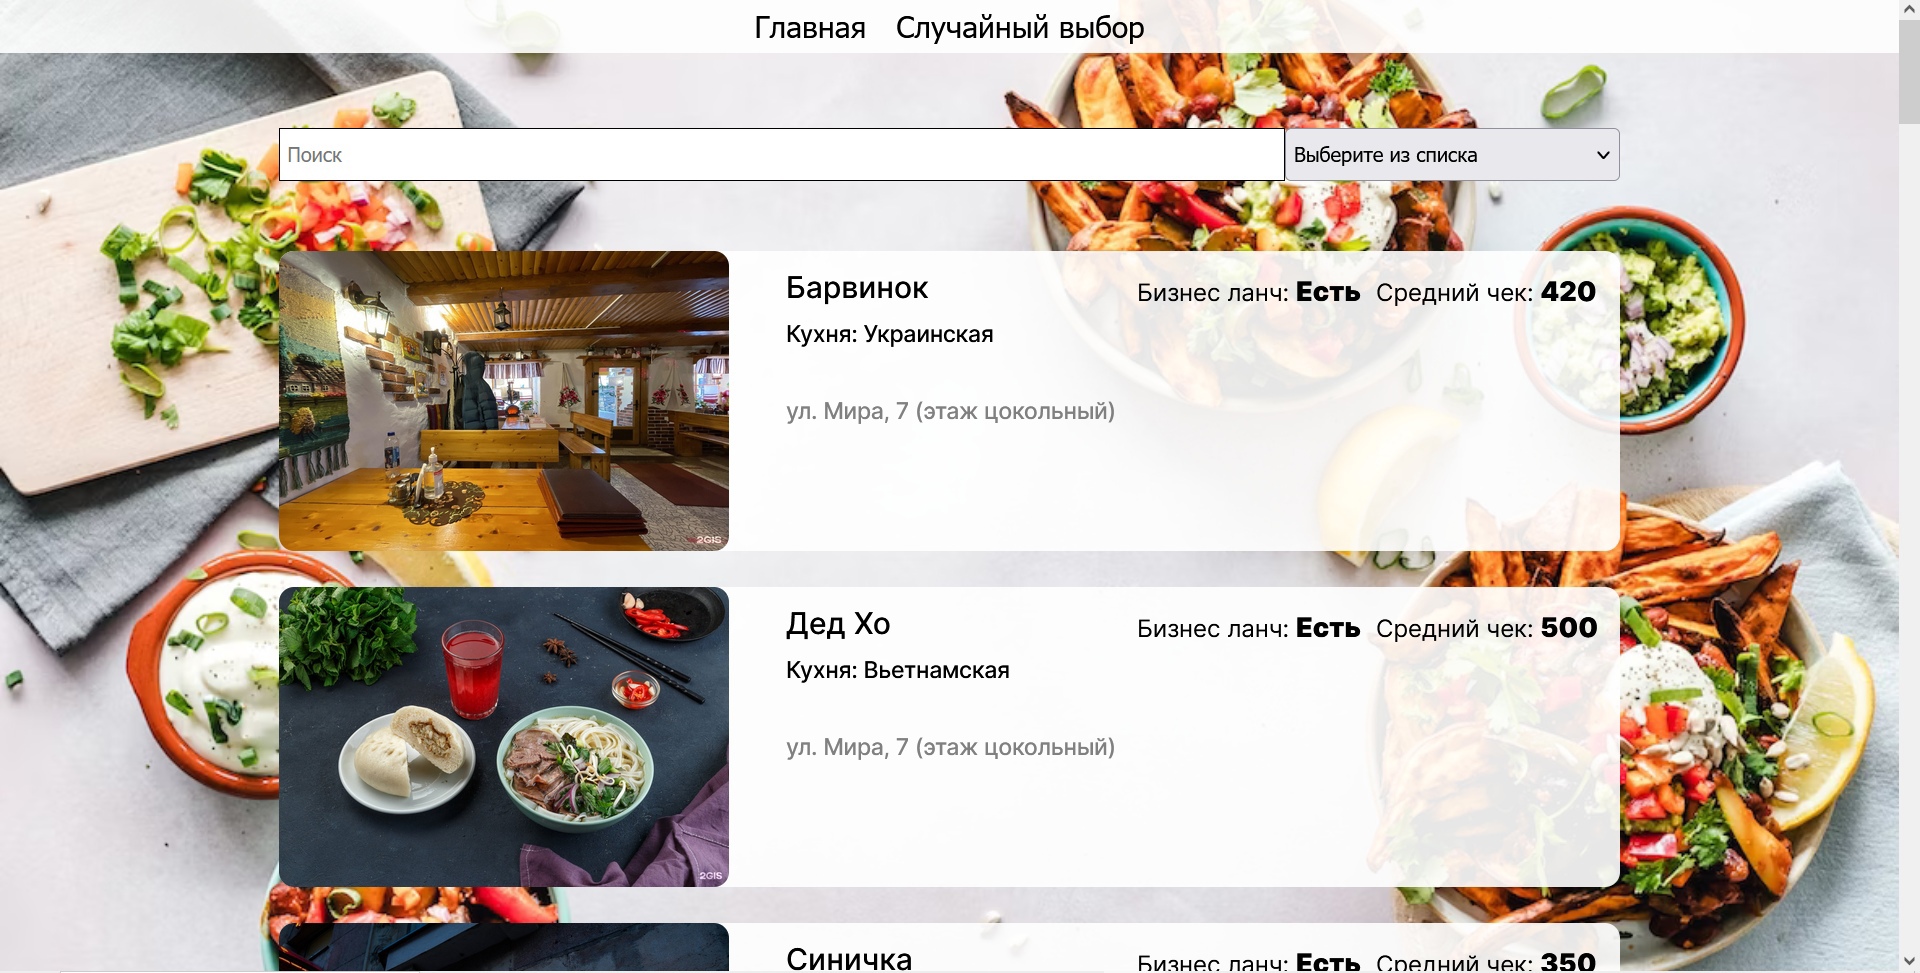 Главная Случайный выбор
Поиск Выберите из списка
Барвинок Бизнес ланч: Есть Средний чек: 420
Кухня: Украинская
ул. Мира, 7 (этаж цокольный)
2GIS
Дед Хо Бизнес ланч: Есть Средний чек: 500
Кухня: Вьетнамская
ул. Мира, 7 (этаж цокольный)
2GIS
Синичка Бизнес ланч: Есть Средний чек: 350